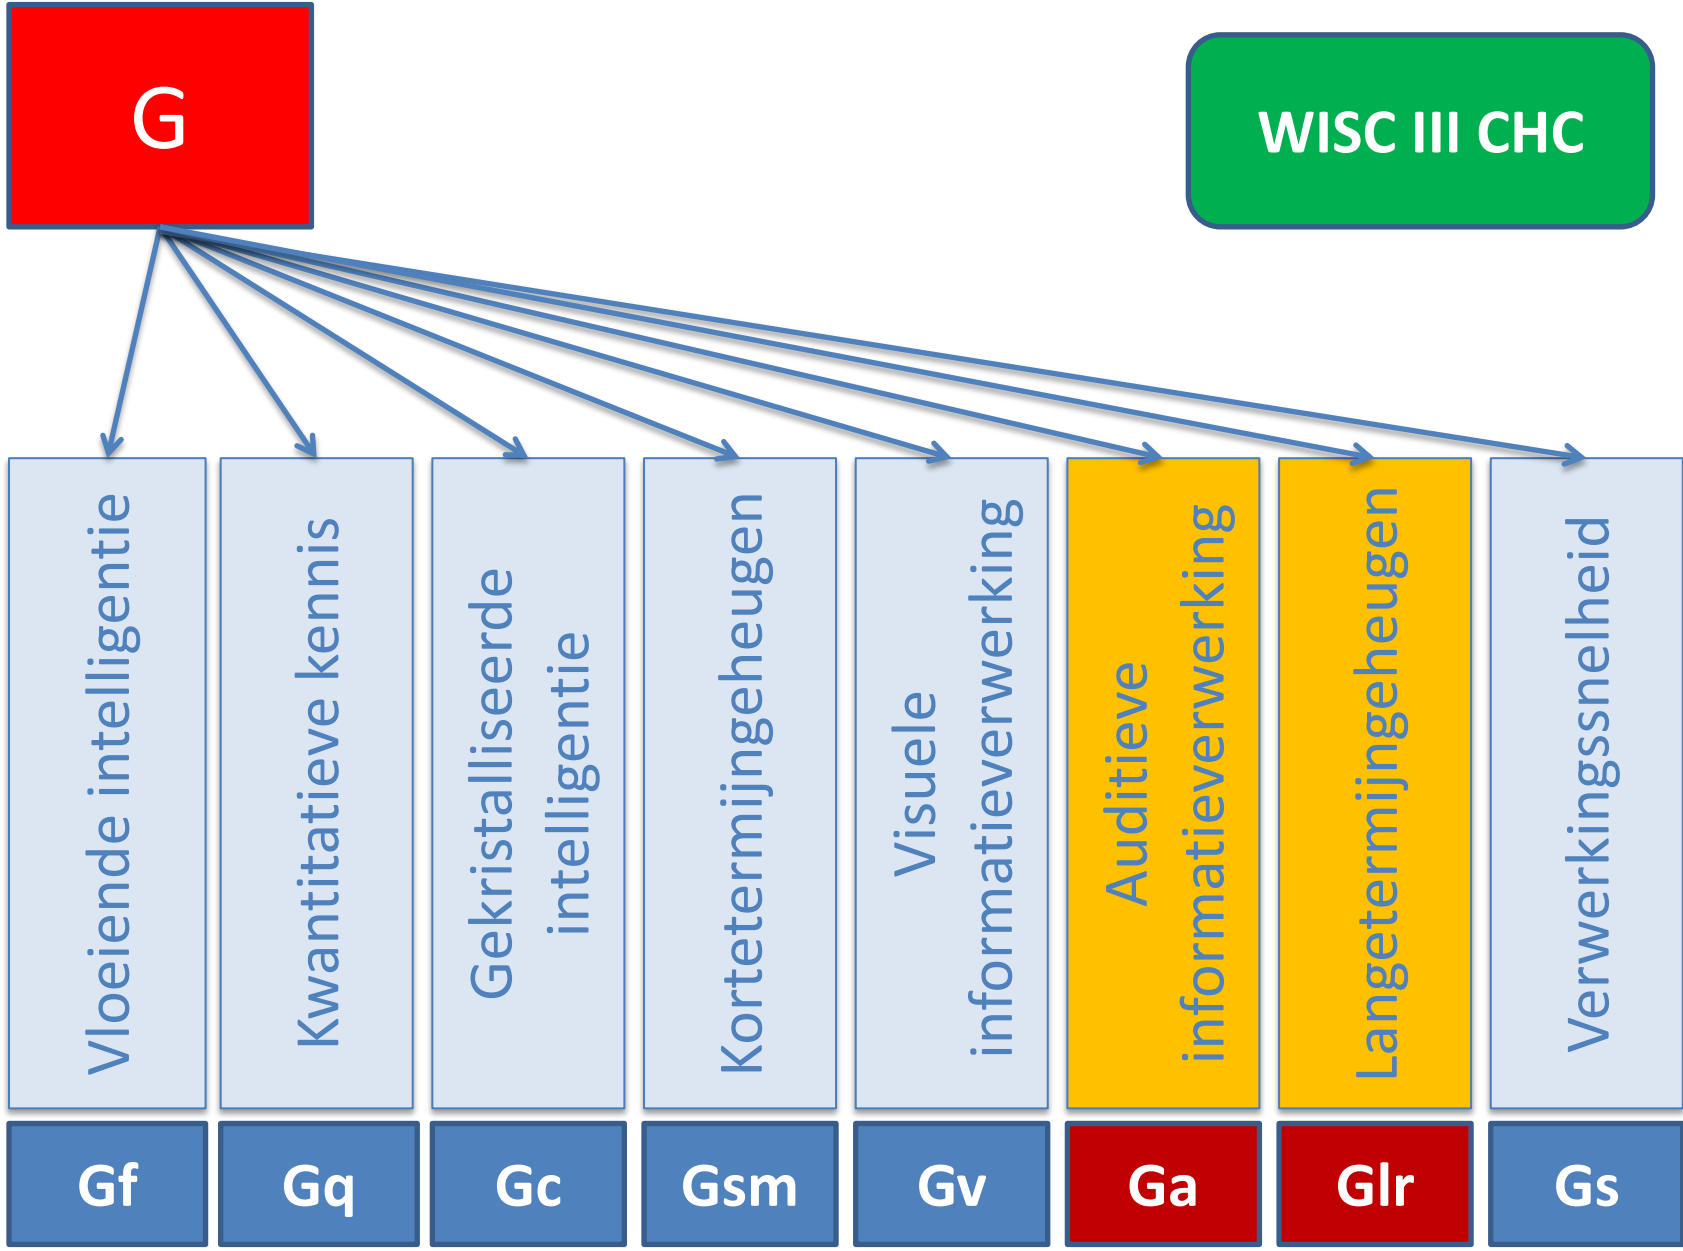 G
WISC III CHC
Vloeiende intelligentie
Kwantitatieve kennis
Gekristalliseerde
intelligentie
Kortetermijngeheugen
Visuele
informatieverwerking
Auditieve
informatieverwerking
Langetermijngeheugen
Verwerkingssnelheid
Gf
Gq
Gc
Gsm
Gv
Ga
Glr
Gs